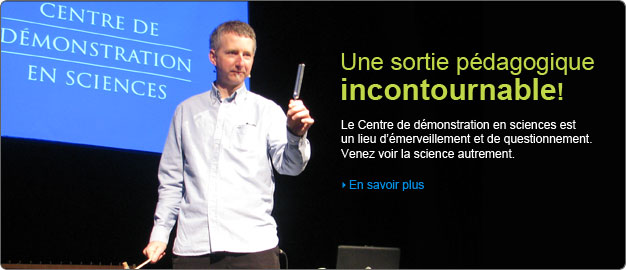 CENTRE DE
DÉMONSTRATION
EN SCIENCES
Une sortie pédagogique
incontournable!
Le Centre de démonstration en sciences est
un lieu d'émerveillement et de questionnement.
Venez voir la science autrement.
En savoir plus